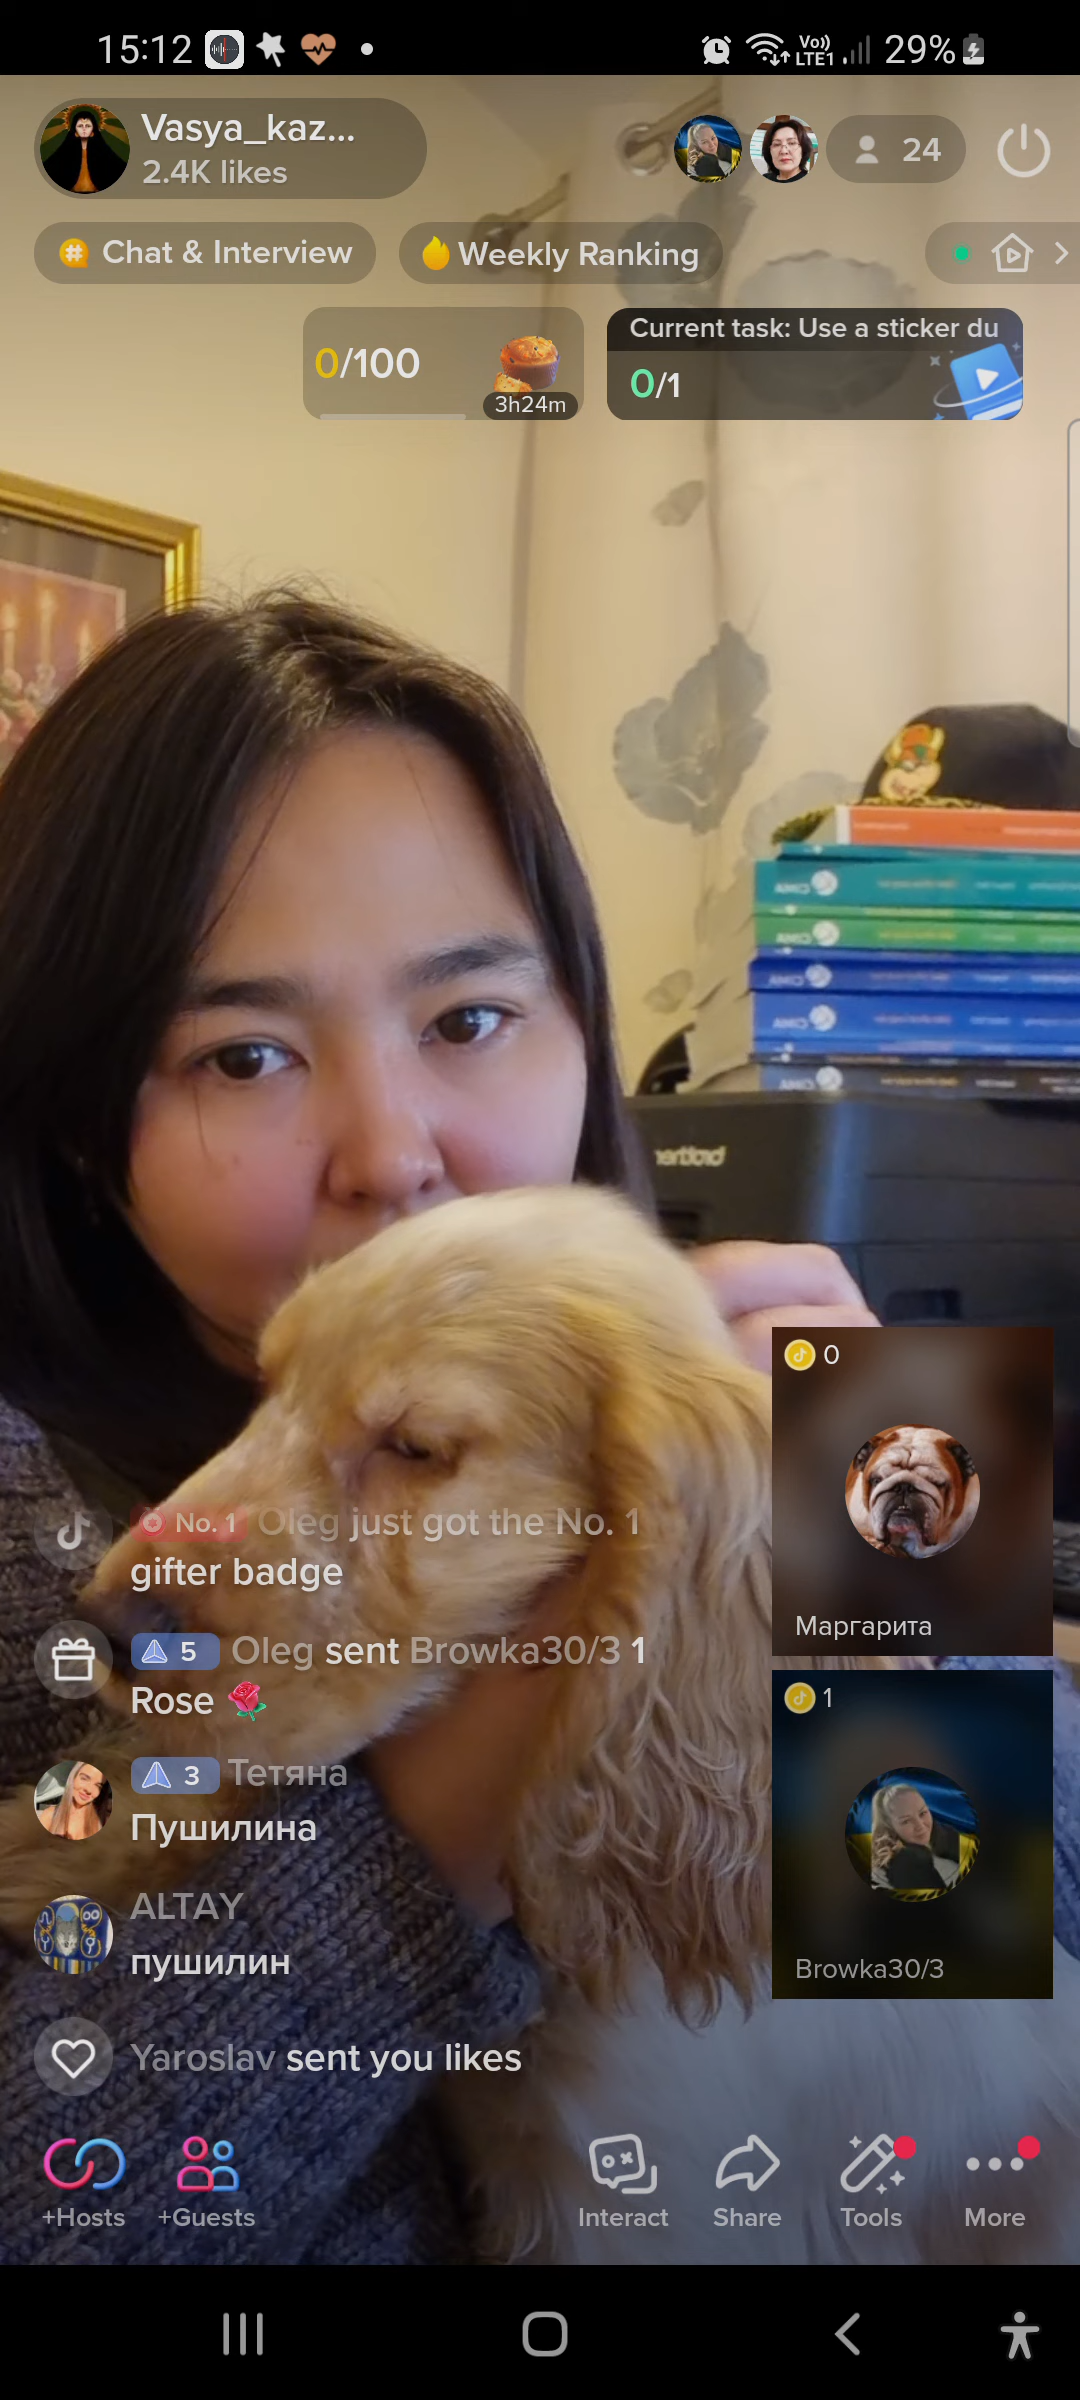 15:12
Vo))
LTE1
29%
Vasya_kaz...
2.4K likes
24
Chat & Interview
Weekly Ranking
0/100
3h24m
Current task: Use a sticker du
0/1
brother
0
Маргарита
1
Browka30/3
No. 1 Oleg just got the No. 1
gifter badge
5 Oleg sent Browka30/3 1
Rose
3 Тетяна
Пушилина
ALTAY
пушилин
Yaroslav sent you likes
+Hosts
+Guests
Interact
Share
Tools
More